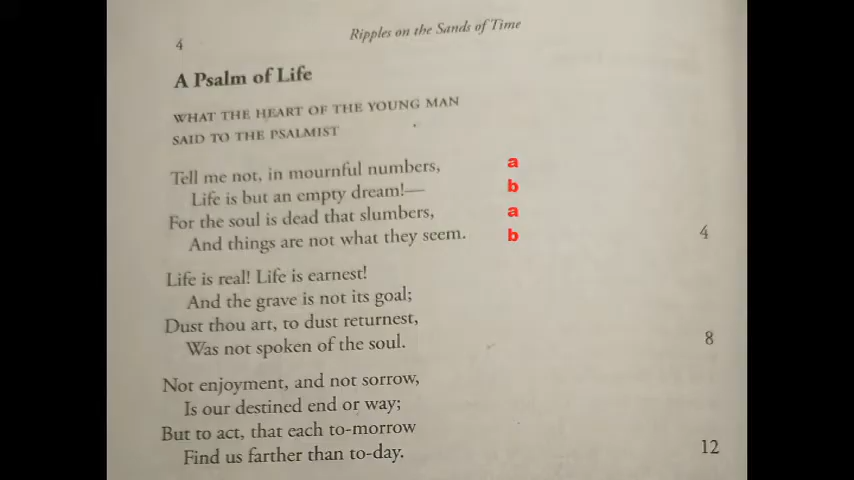 4
Ripples on the Sands of Time
A Psalm of Life
WHAT THE HEART OF THE YOUNG MAN
SAID TO THE PSALMIST
Tell me not, in mournful numbers, a
Life is but an empty dream!— b
For the soul is dead that slumbers, a
And things are not what they seem. b 4
Life is real! Life is earnest!
And the grave is not its goal;
Dust thou art, to dust returnest,
Was not spoken of the soul. 8
Not enjoyment, and not sorrow,
Is our destined end or way;
But to act, that each to-morrow
Find us farther than to-day. 12